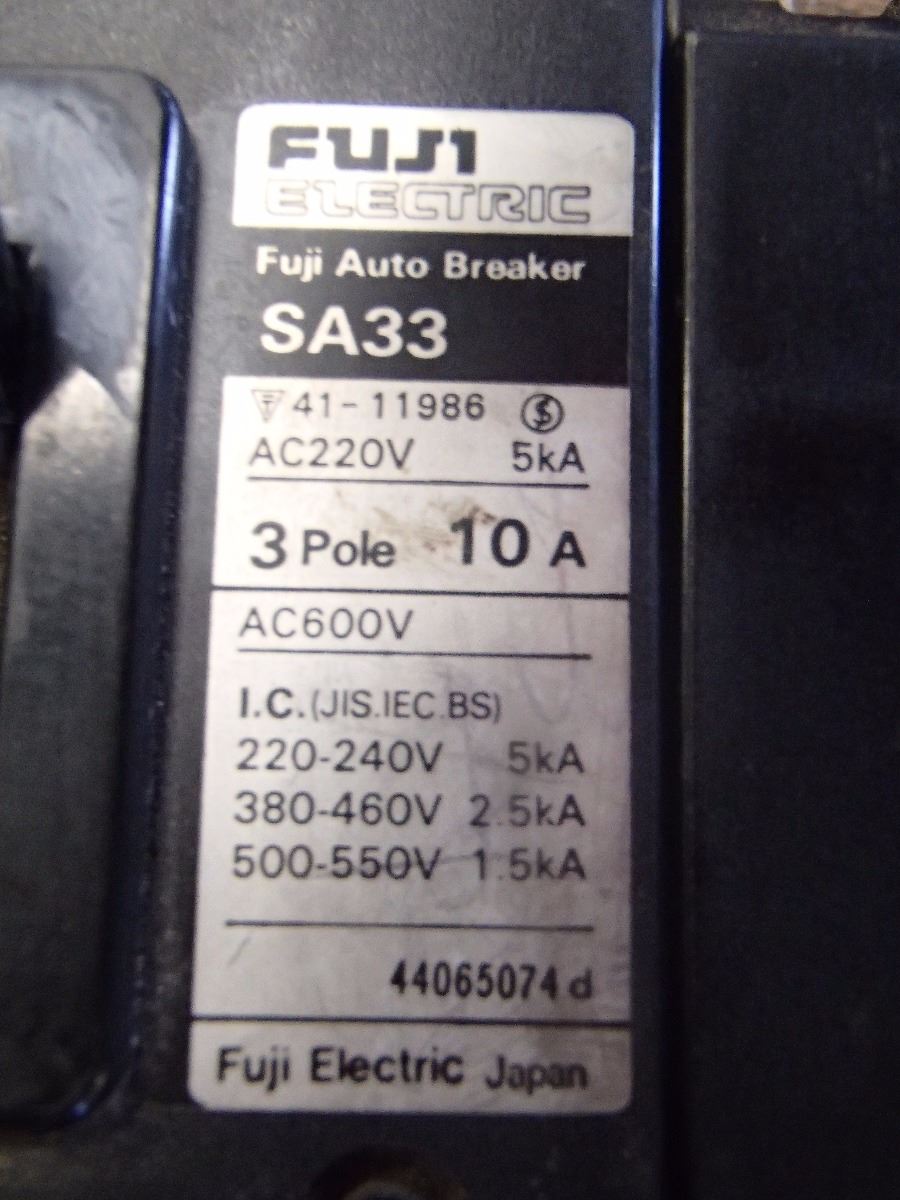 FUJI
ELECTRIC
Fuji Auto Breaker
SA33
41-11986
AC220V 5kA
3 Pole 10 A
AC600V
I.C.(JIS.IEC.BS)
220-240V 5kA
380-460V 2.5kA
500-550V 1.5kA
44065074 d
Fuji Electric Japan